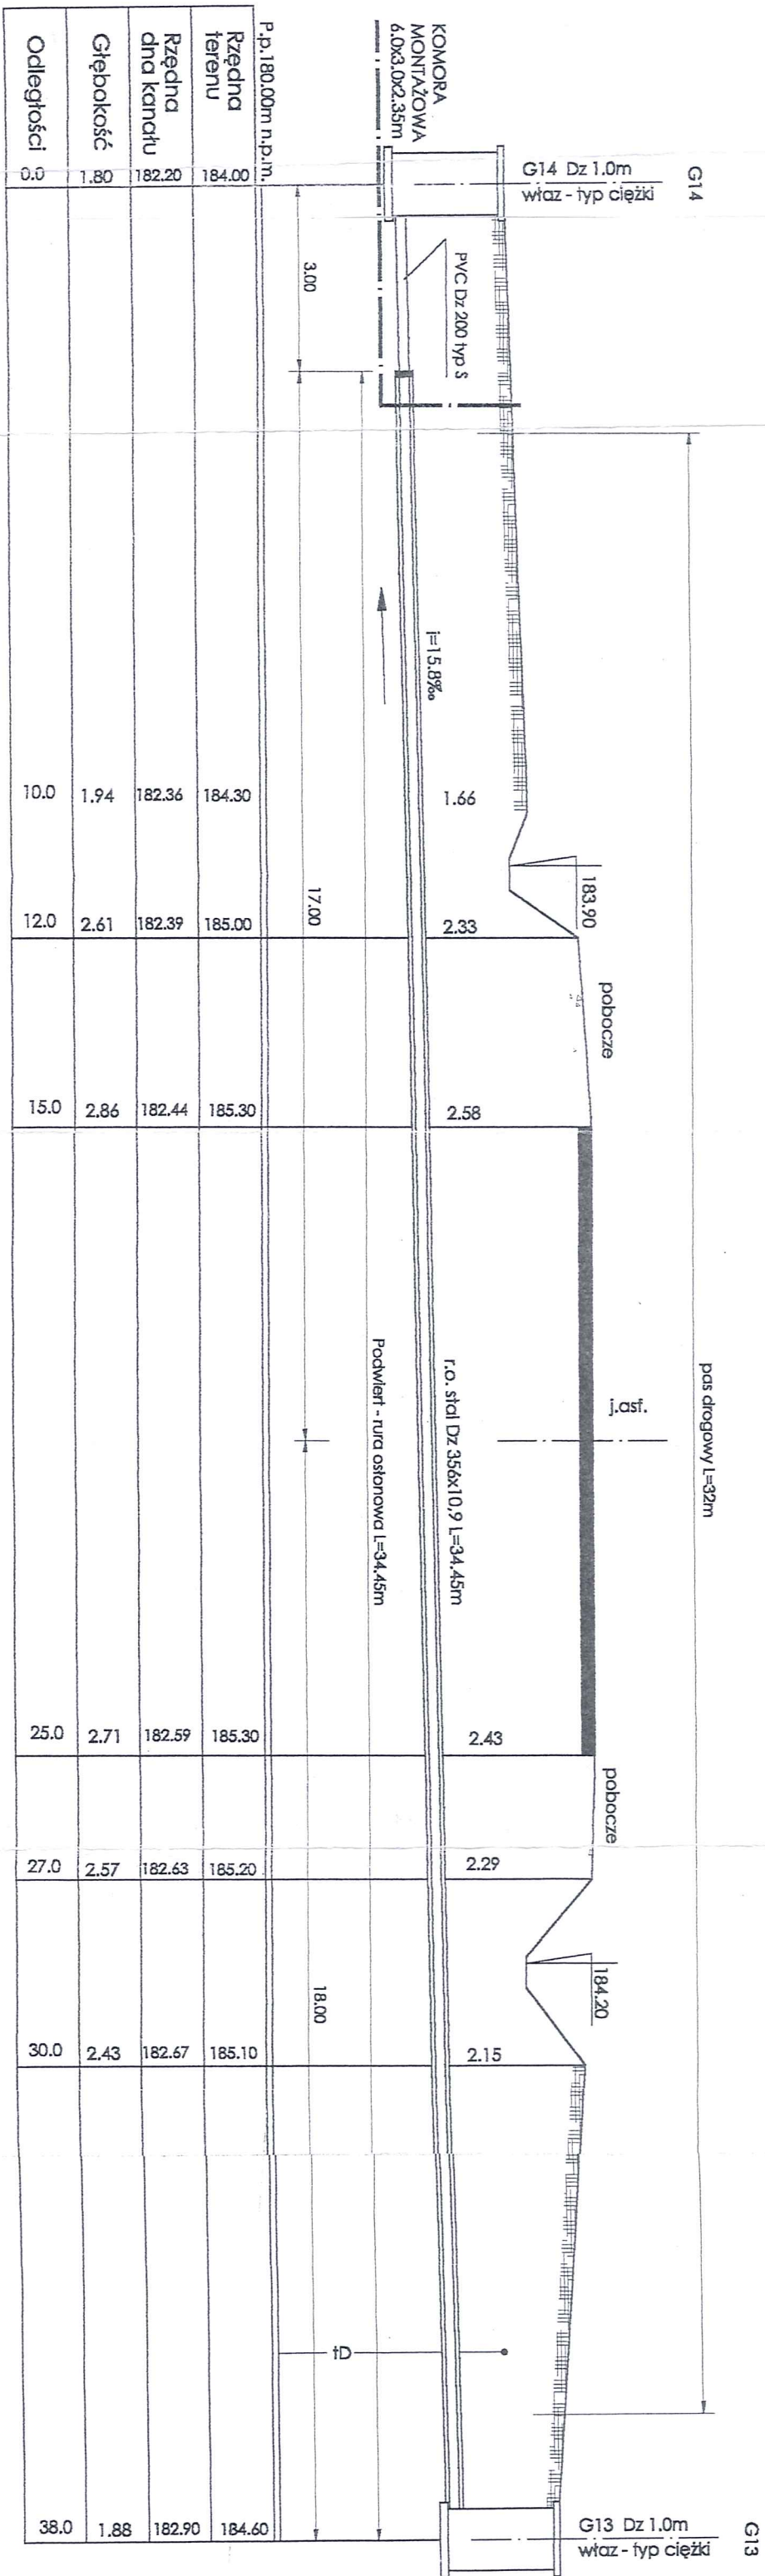 G14
G13
G14 Dz 1.0m
właz - typ ciężki
G13 Dz 1.0m
właz - typ ciężki
pas drogowy L=32m
j.asf.
pobocze
pobocze
183.90
184.20
KOMORA
MONTAŻOWA
6.0x3.0x2.35m
PVC Dz 200 typ S
i=15.8‰
1.66
2.33
2.58
2.43
2.29
2.15
r.o. stal Dz 356x10,9 L=34.45m
Podwiert - rura osłonowa L=34.45m
tD
3.00
17.00
18.00
P.p.180.00m n.p.m.
Rzędna
terenu
184.00 184.30 185.00 185.30 185.30 185.20 185.10 184.60
Rzędna
dna kanału
182.20 182.36 182.39 182.44 182.59 182.63 182.67 182.90
Głębokość 1.80 1.94 2.61 2.86 2.71 2.57 2.43 1.88
Odległości 0.0 10.0 12.0 15.0 25.0 27.0 30.0 38.0